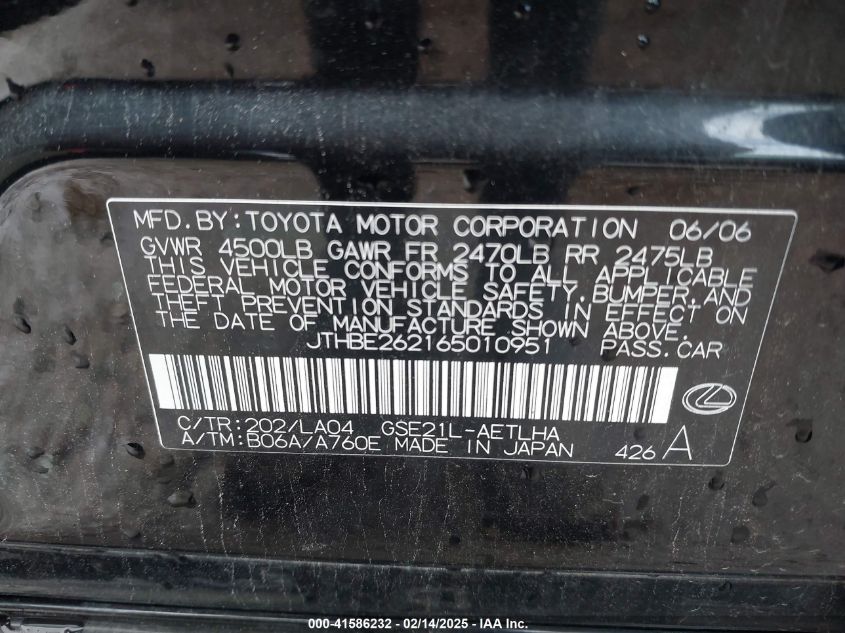 MFD.BY:TOYOTA MOTOR CORPORATION 06/06
GVWR 4500LB GAWR FR 2470LB RR 2475LB
THIS VEHICLE CONFORMS TO ALL APPLICABLE
FEDERAL MOTOR VEHICLE SAFETY,BUMPER,AND
THEFT PREVENTION STANDARDS IN EFFECT ON
THE DATE OF MANUFACTURE SHOWN ABOVE.
JTHBE262165010951 PASS.CAR
C/TR:202/LA04 GSE21L-AETLHA
A/TM:B06A/A760E MADE IN JAPAN 426 A
000-41586232 - 02/14/2025 - IAA Inc.